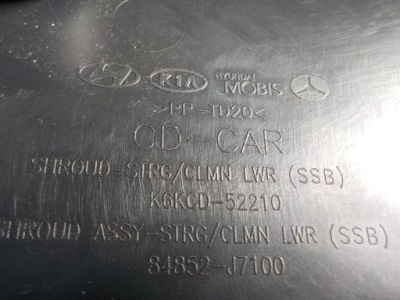 KIA HYUNDAI MOBIS
>PP-TD20<
CD-CAR
SHROUD-STRG/CLMN LWR (SSB)
K6KCD-52210
SHROUD ASSY-STRG/CLMN LWR (SSB)
84852-J7100